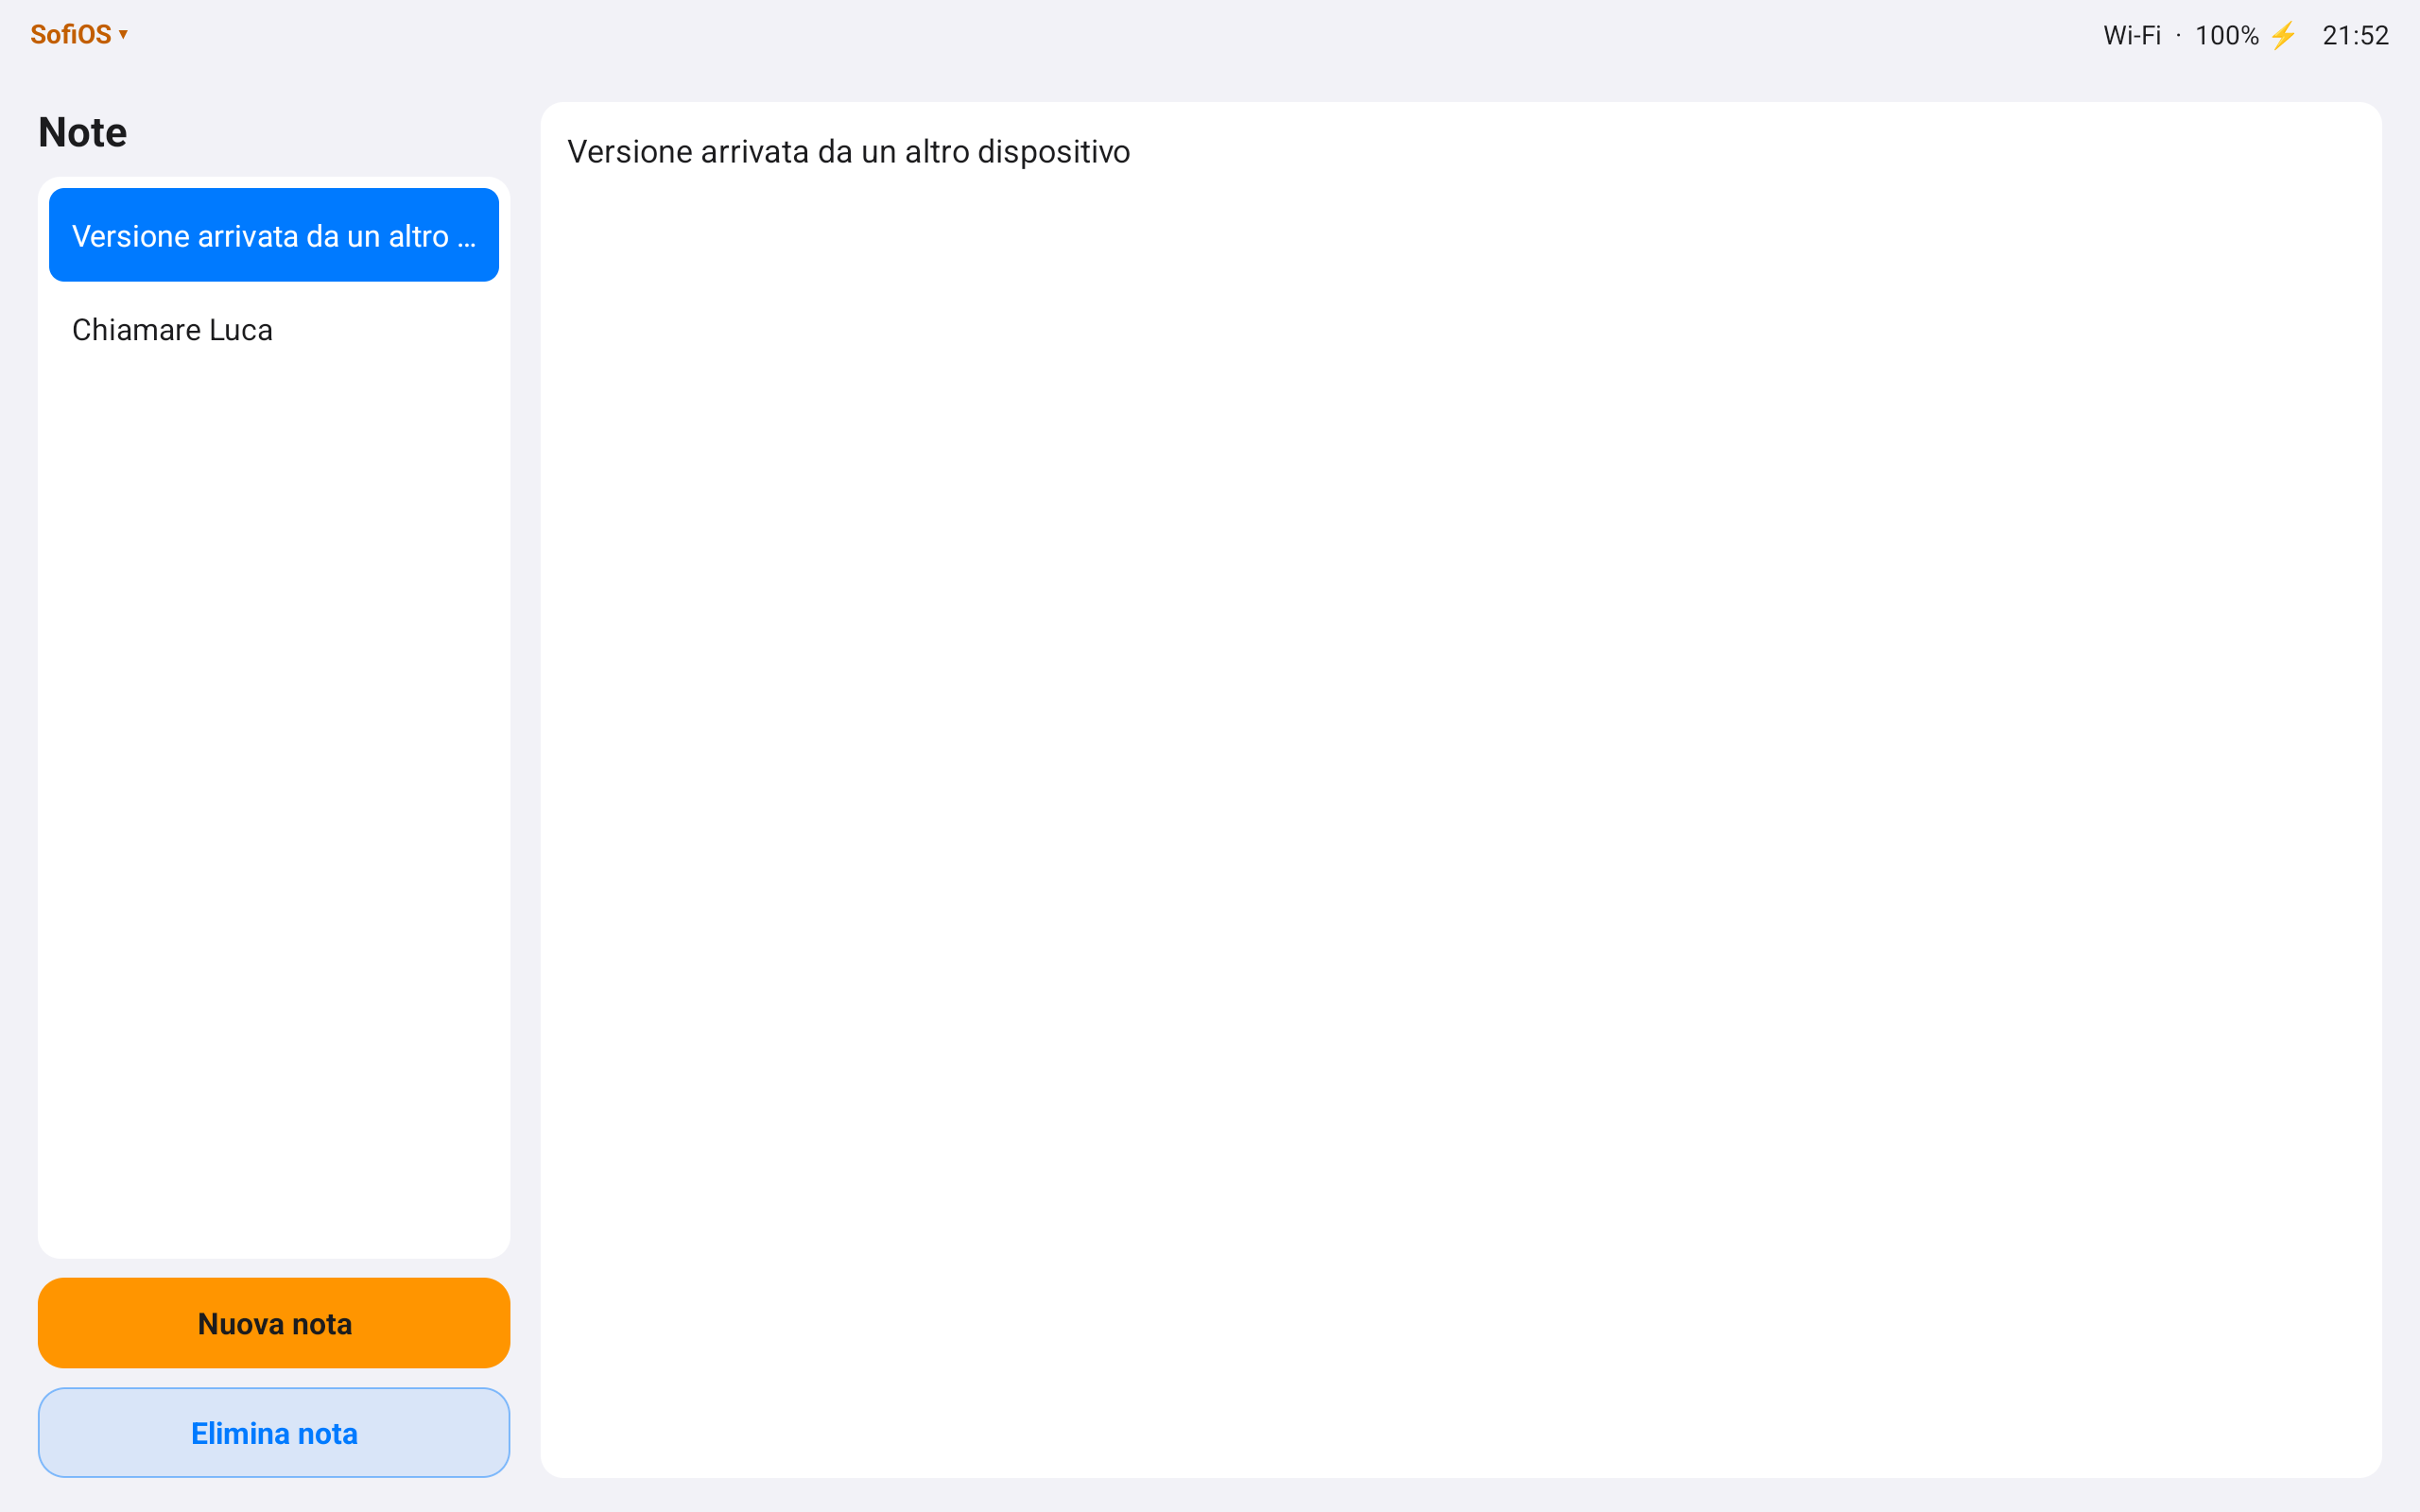 SofiOS ▾
Wi-Fi · 100% ⚡ 21:52
Note
Versione arrivata da un altro ...
Chiamare Luca
Nuova nota
Elimina nota
Versione arrivata da un altro dispositivo